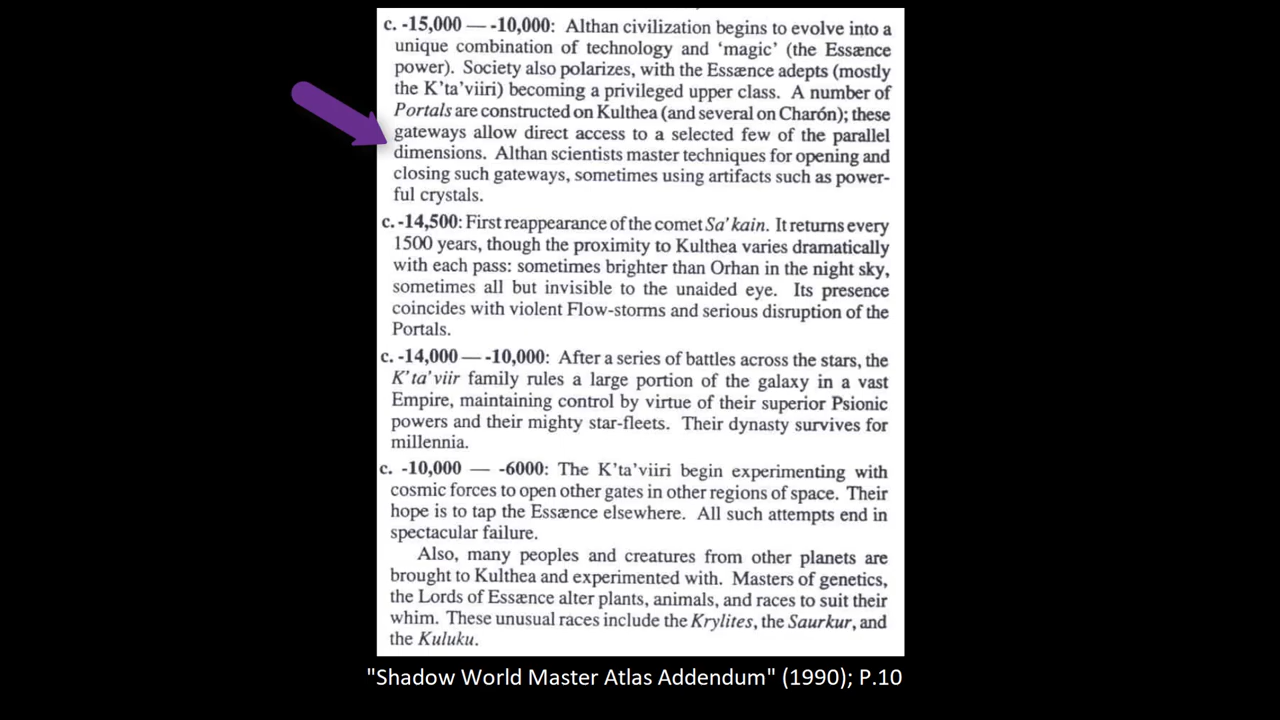 c. -15,000 — -10,000: Althan civilization begins to evolve into a
unique combination of technology and ‘magic’ (the Essænce
power). Society also polarizes, with the Essænce adepts (mostly
the K’ta’viiri) becoming a privileged upper class. A number of
Portals are constructed on Kulthea (and several on Charón); these
gateways allow direct access to a selected few of the parallel
dimensions. Althan scientists master techniques for opening and
closing such gateways, sometimes using artifacts such as power-
ful crystals.
c. -14,500: First reappearance of the comet Sa’kain. It returns every
1500 years, though the proximity to Kulthea varies dramatically
with each pass: sometimes brighter than Orhan in the night sky,
sometimes all but invisible to the unaided eye. Its presence
coincides with violent Flow-storms and serious disruption of the
Portals.
c. -14,000 — -10,000: After a series of battles across the stars, the
K’ta’viir family rules a large portion of the galaxy in a vast
Empire, maintaining control by virtue of their superior Psionic
powers and their mighty star-fleets. Their dynasty survives for
millennia.
c. -10,000 — -6000: The K’ta’viiri begin experimenting with
cosmic forces to open other gates in other regions of space. Their
hope is to tap the Essænce elsewhere. All such attempts end in
spectacular failure.
Also, many peoples and creatures from other planets are
brought to Kulthea and experimented with. Masters of genetics,
the Lords of Essænce alter plants, animals, and races to suit their
whim. These unusual races include the Krylites, the Saurkur, and
the Kuluku.
"Shadow World Master Atlas Addendum" (1990); P.10